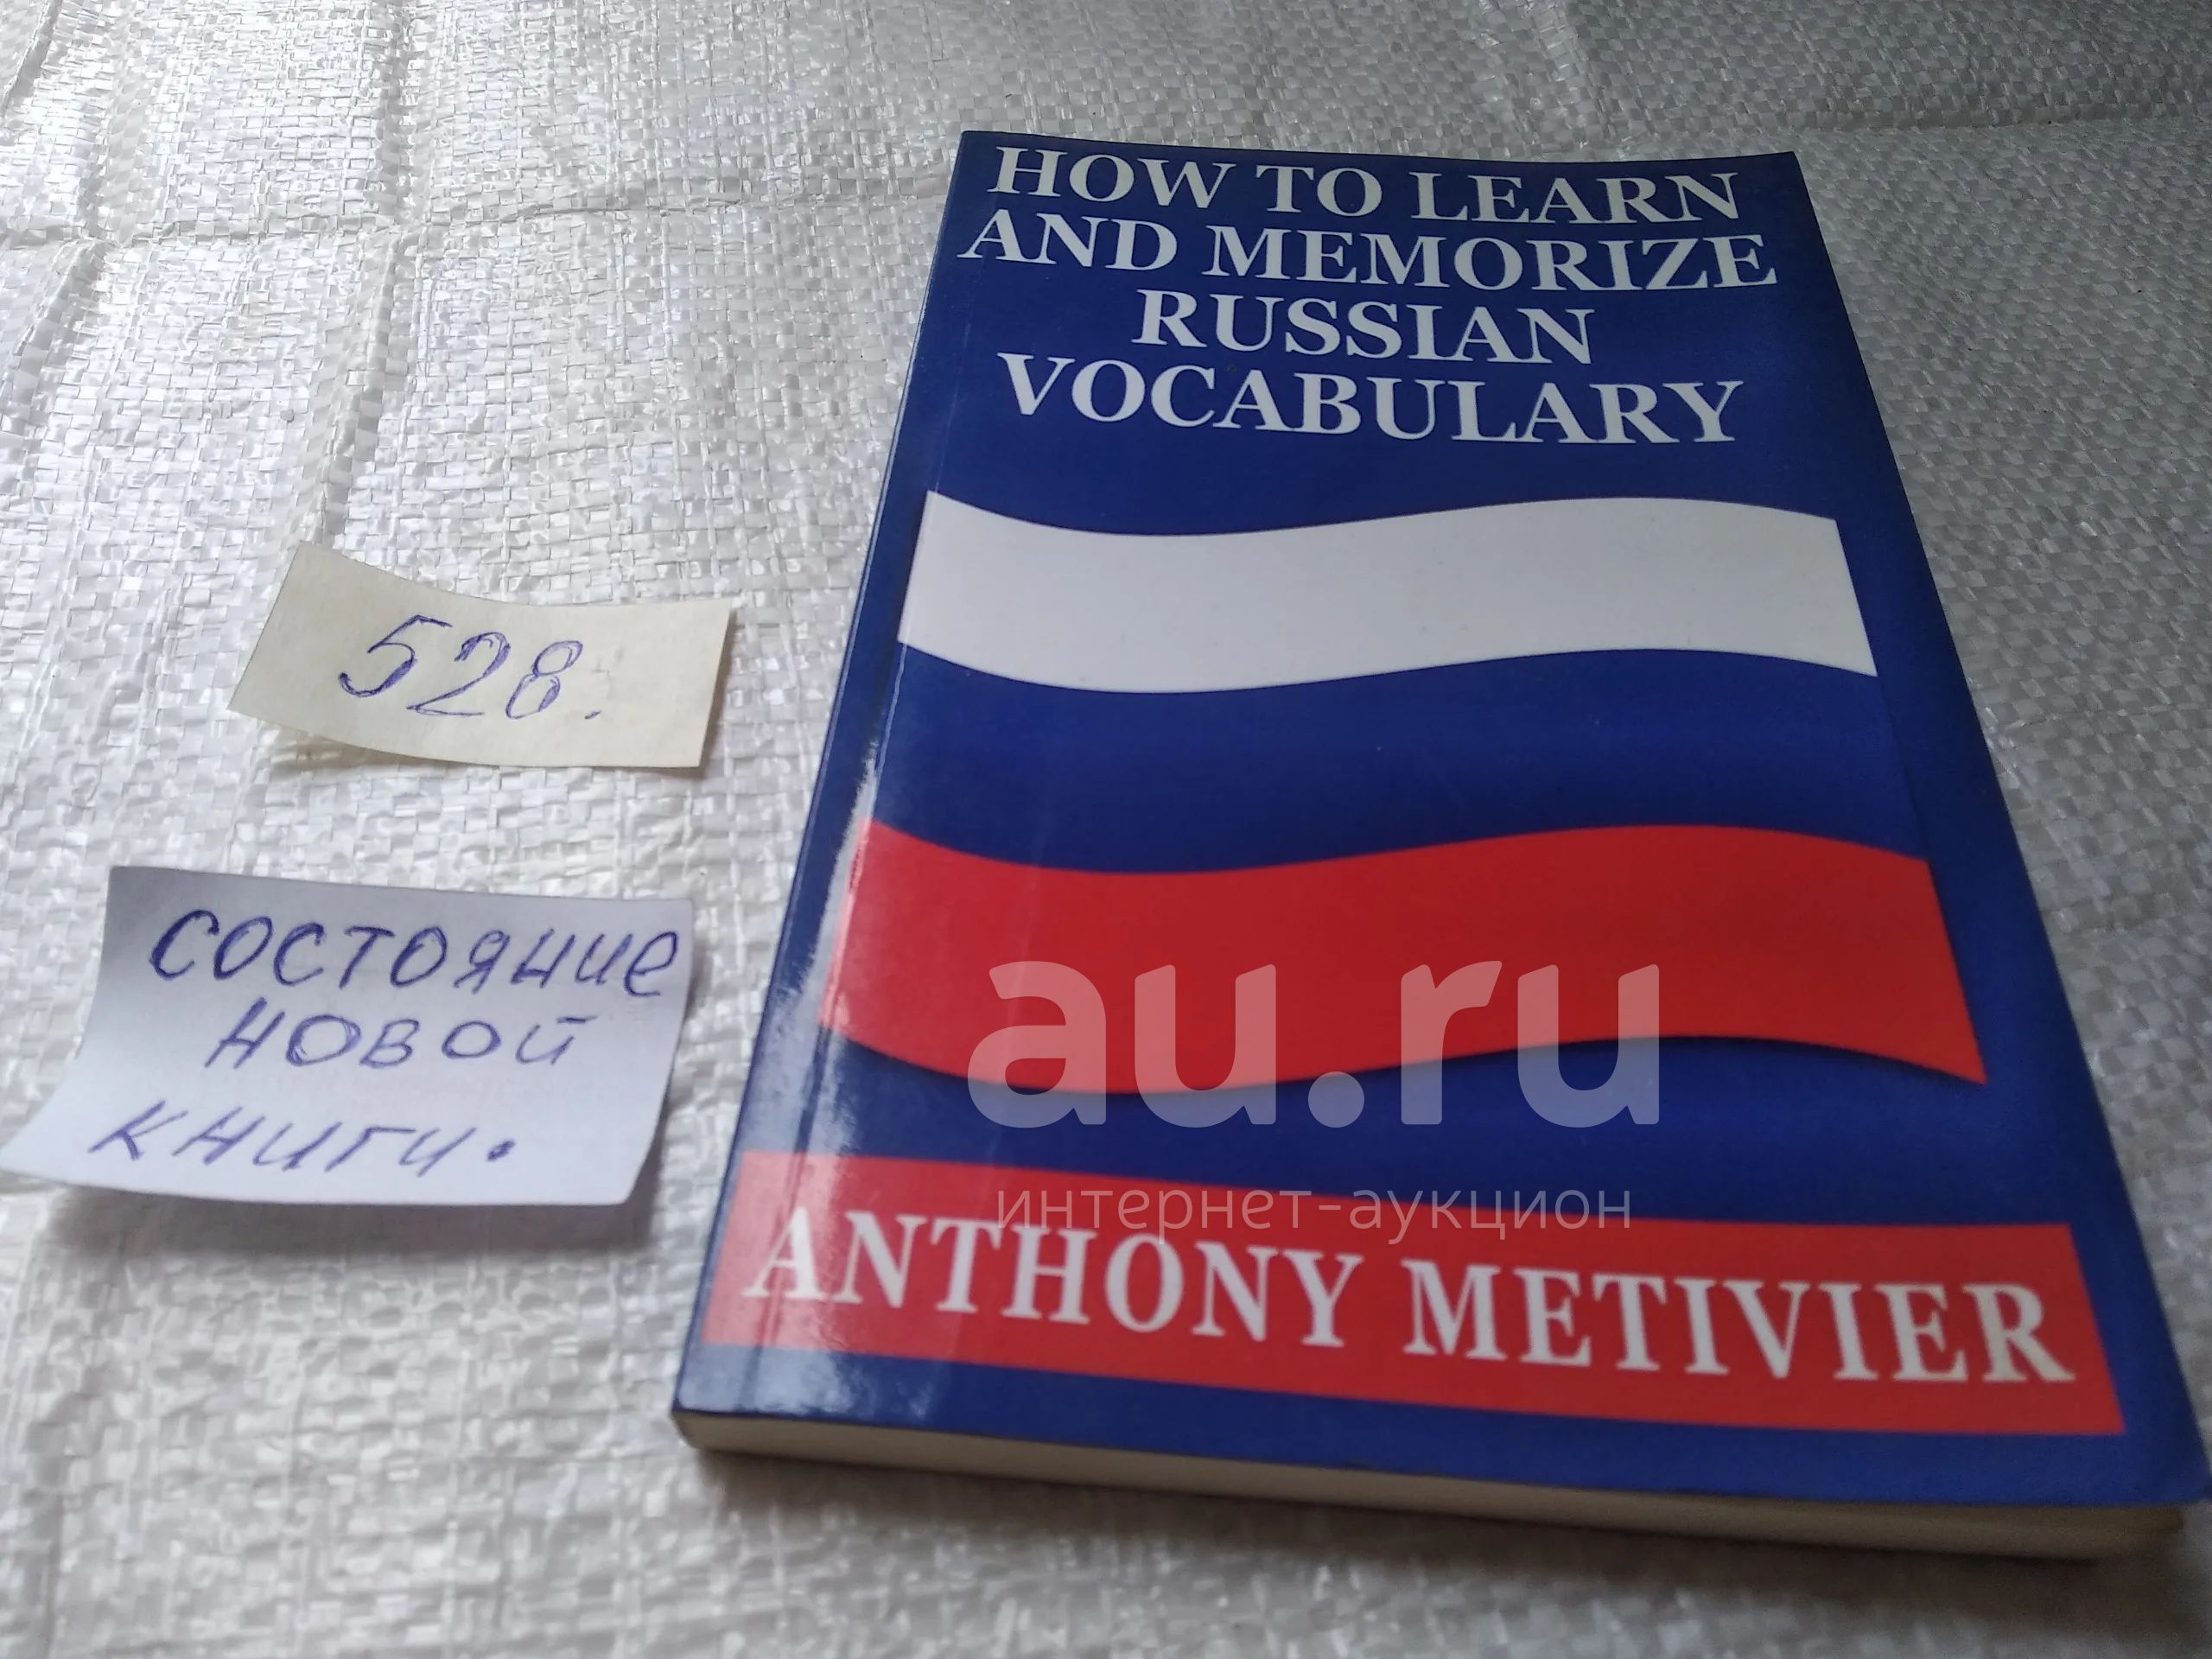 HOW TO LEARN
AND MEMORIZE
RUSSIAN
VOCABULARY
528.
состояние
новой
книги.
au.ru
интернет-аукцион
ANTHONY METIVIER